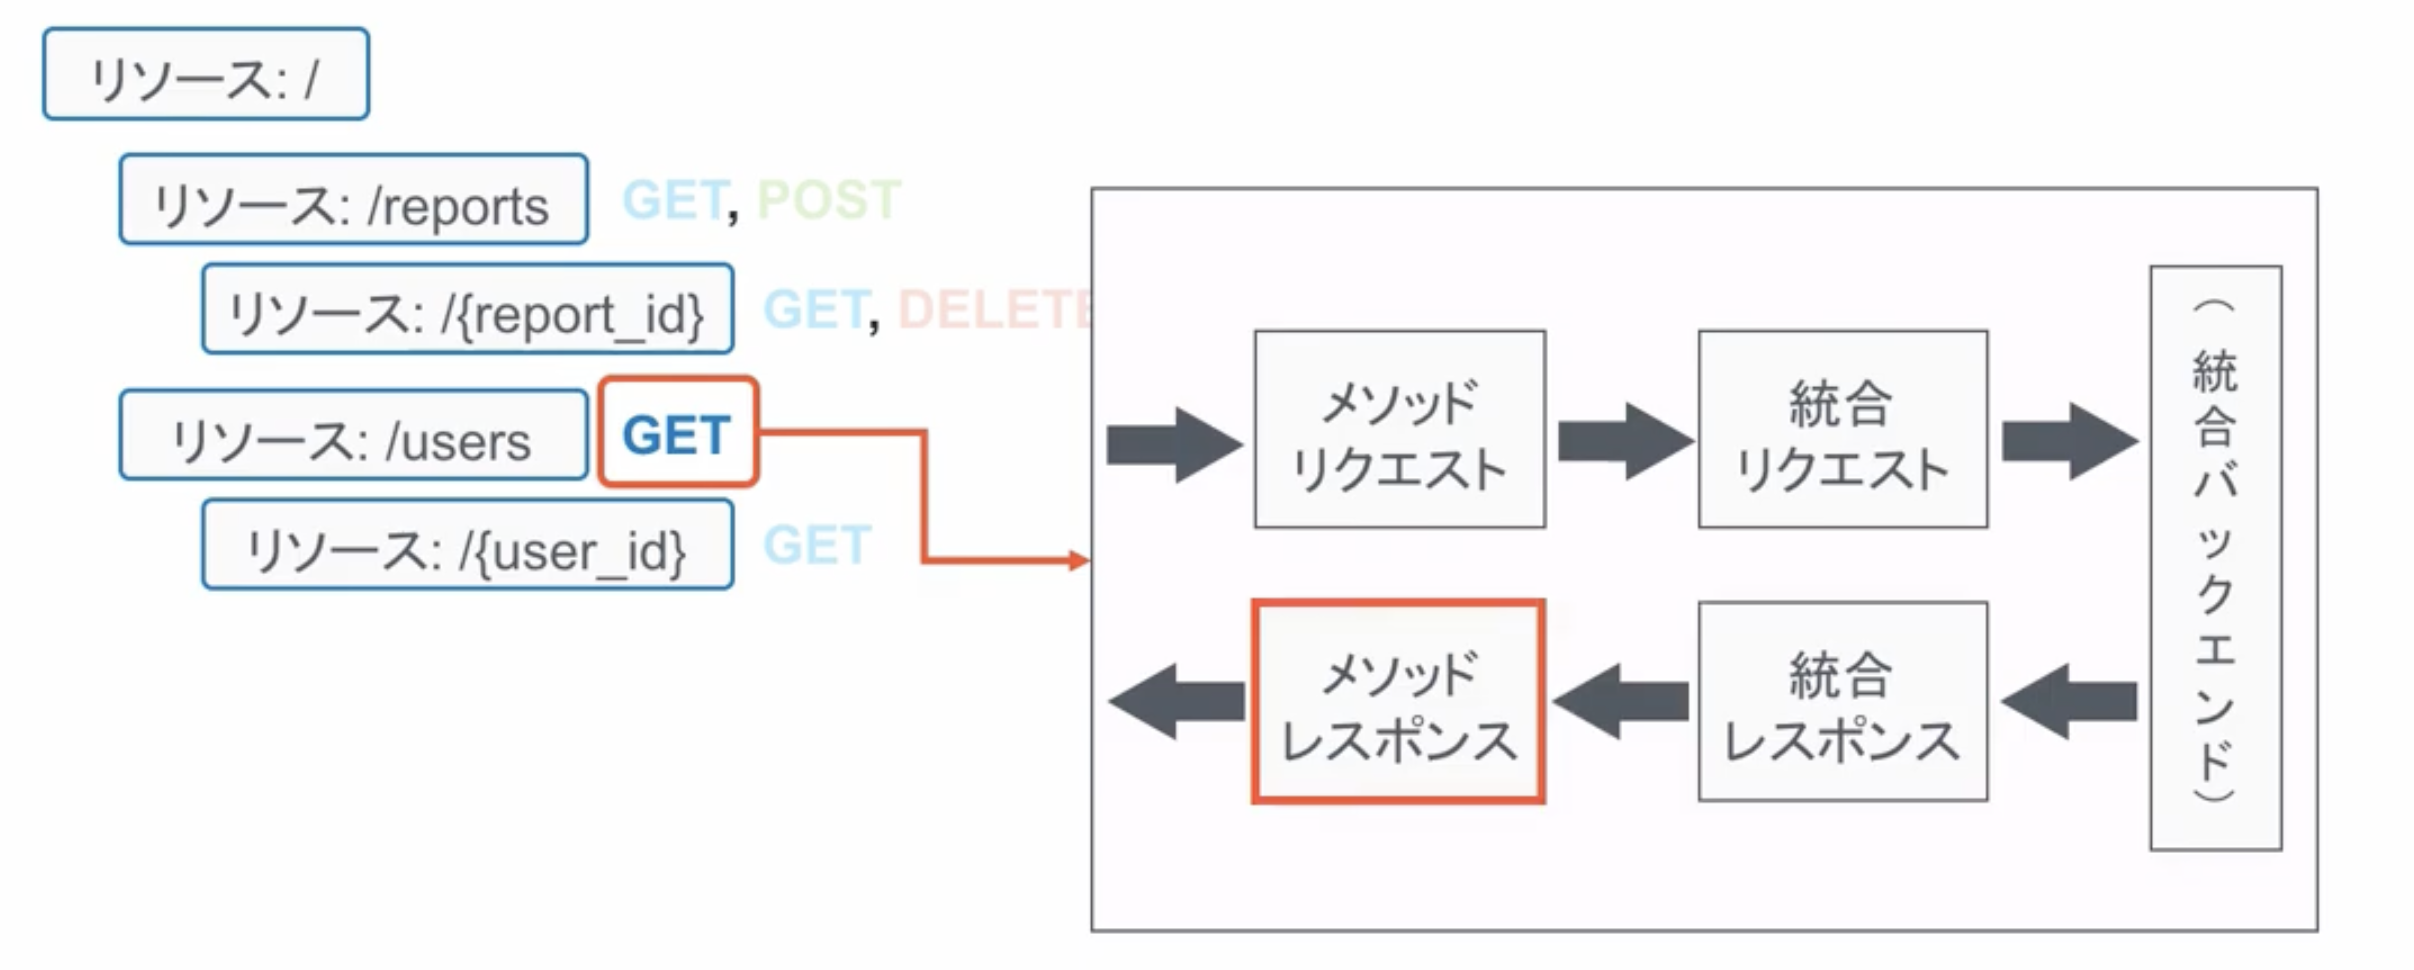 リソース: /
リソース: /reports
GET, POST
リソース: /{report_id}
GET, DELETE
リソース: /users
GET
リソース: /{user_id}
GET
メソッド
リクエスト
統合
リクエスト
メソッド
レスポンス
統合
レスポンス
（統合バックエンド）